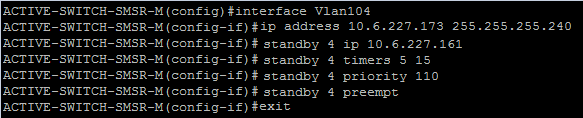 ACTIVE-SWITCH-SMSR-M(config)#interface Vlan104
ACTIVE-SWITCH-SMSR-M(config-if)#ip address 10.6.227.173 255.255.255.240
ACTIVE-SWITCH-SMSR-M(config-if)# standby 4 ip 10.6.227.161
ACTIVE-SWITCH-SMSR-M(config-if)# standby 4 timers 5 15
ACTIVE-SWITCH-SMSR-M(config-if)# standby 4 priority 110
ACTIVE-SWITCH-SMSR-M(config-if)# standby 4 preempt
ACTIVE-SWITCH-SMSR-M(config-if)#exit